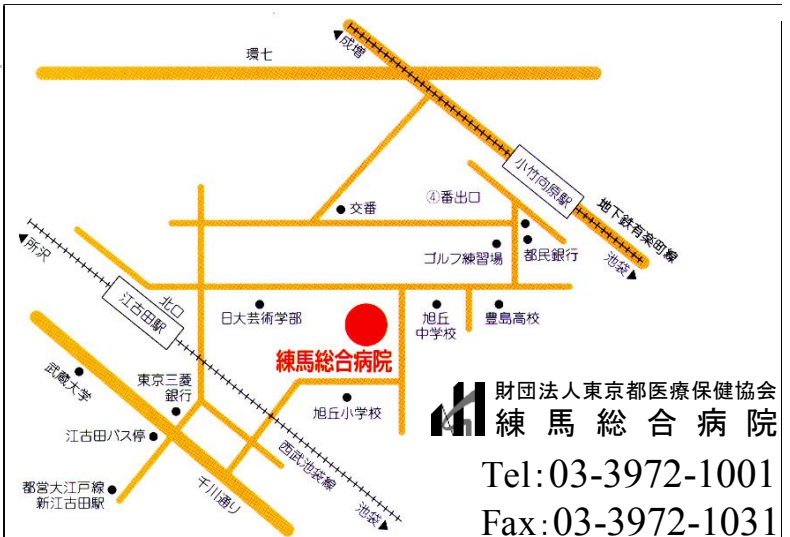 環七
▲成増
小竹向原駅
地下鉄有楽町線
池袋▲
交番
④番出口
都民銀行
ゴルフ練習場
▲所沢
江古田駅
北口
日大芸術学部
練馬総合病院
旭丘
中学校
豊島高校
武蔵大学
東京三菱
銀行
旭丘小学校
江古田バス停
西武池袋線
都営大江戸線
新江古田駅
千川通り
池袋▲
財団法人東京都医療保健協会
練馬総合病院
Tel:03-3972-1001
Fax:03-3972-1031